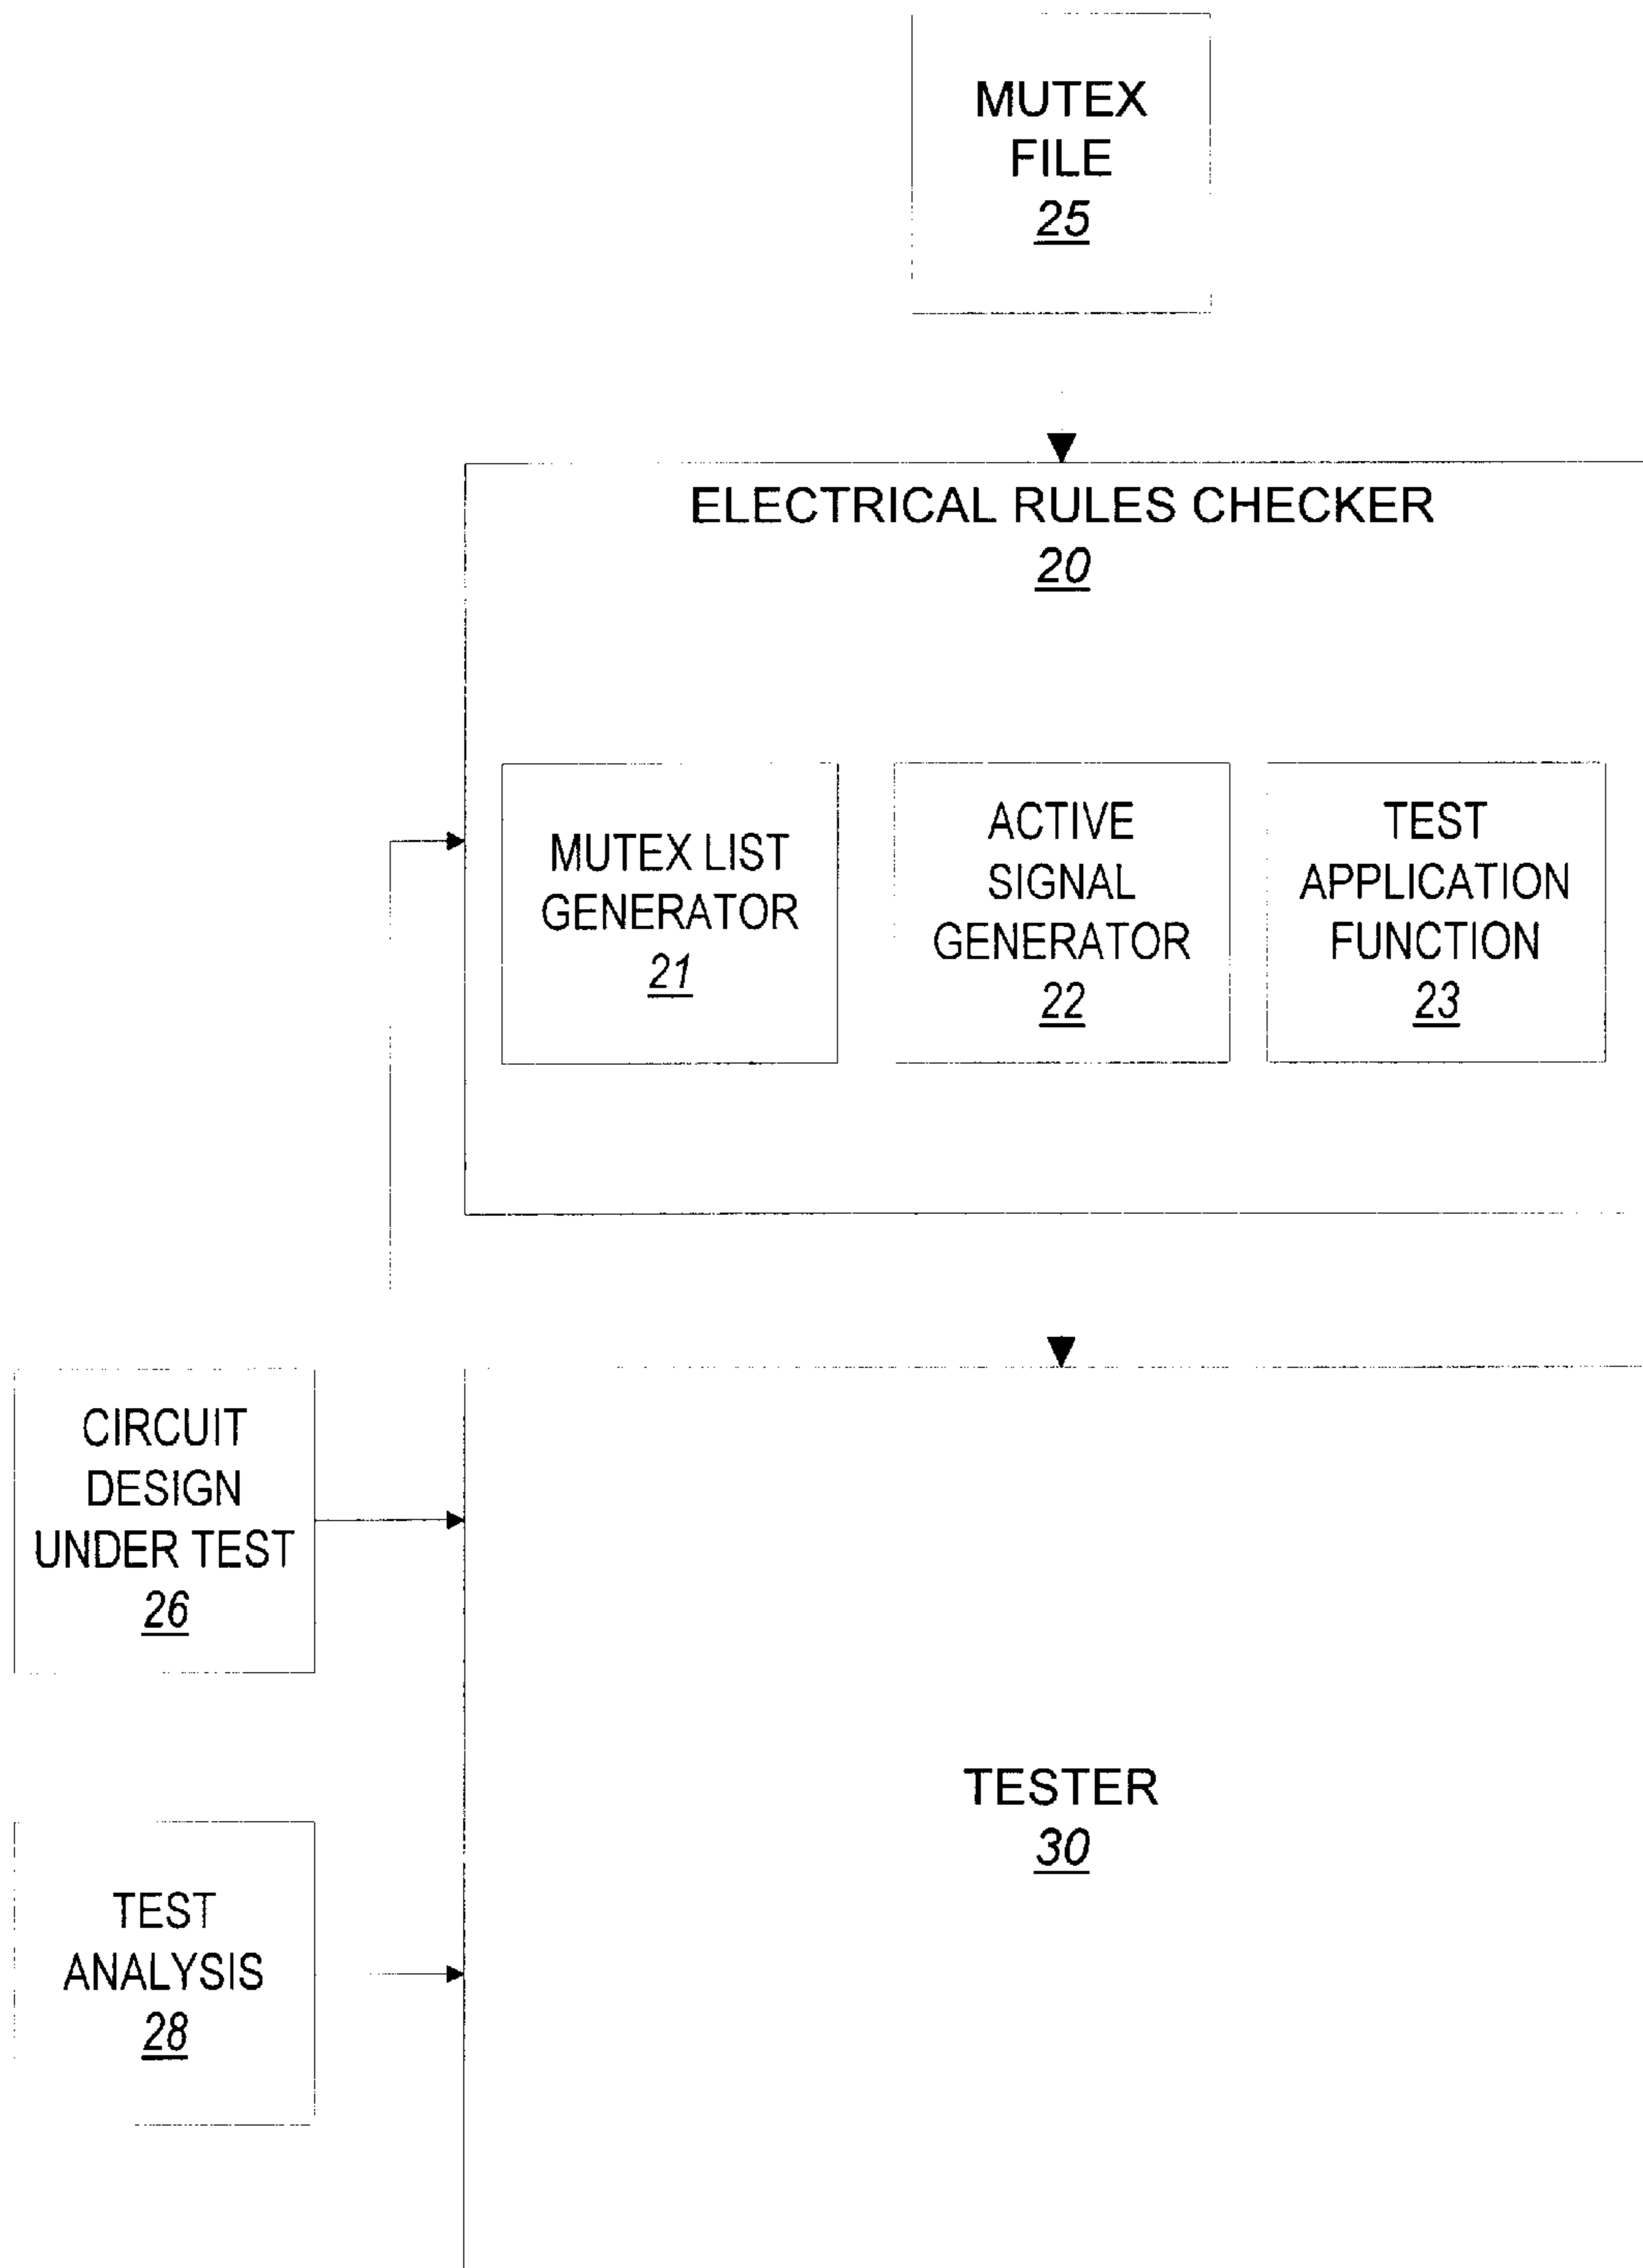 MUTEX
FILE
25
ELECTRICAL RULES CHECKER
20
MUTEX LIST
GENERATOR
21
ACTIVE
SIGNAL
GENERATOR
22
TEST
APPLICATION
FUNCTION
23
CIRCUIT
DESIGN
UNDER TEST
26
TEST
ANALYSIS
28
TESTER
30